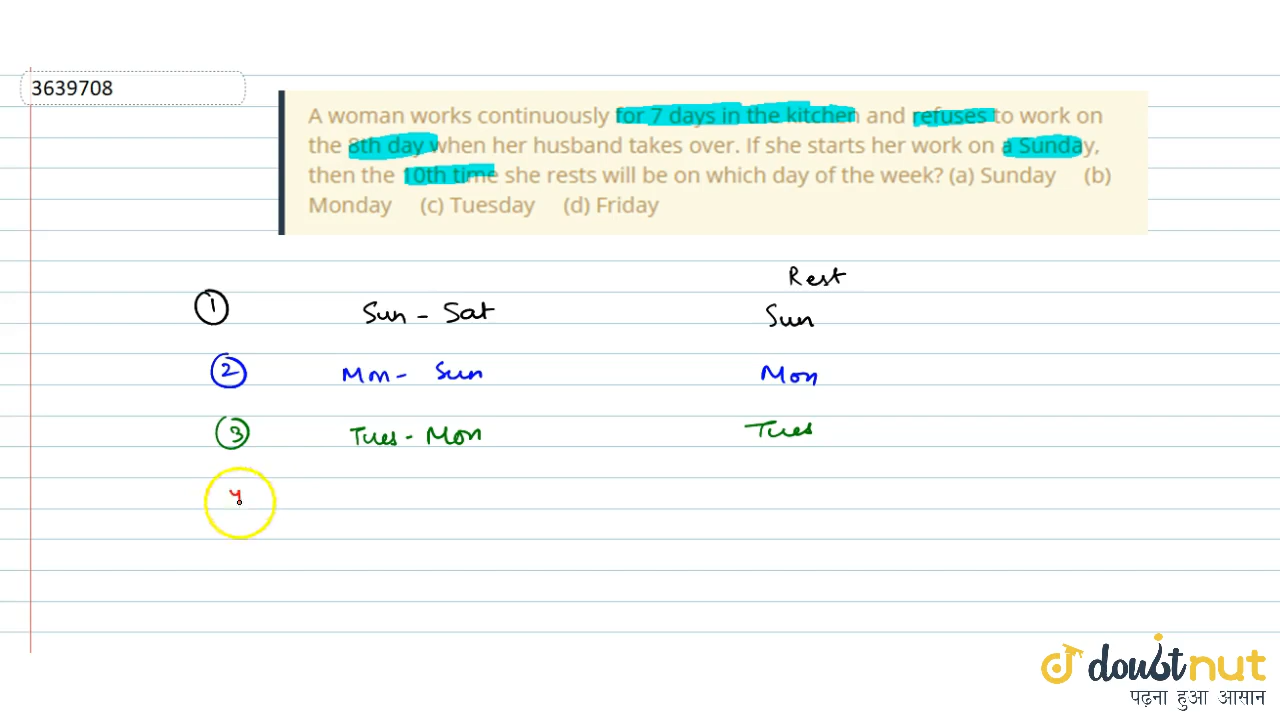 3639708
A woman works continuously for 7 days in the kitchen and refuses to work on
the 8th day when her husband takes over. If she starts her work on a Sunday,
then the 10th time she rests will be on which day of the week? (a) Sunday (b)
Monday (c) Tuesday (d) Friday
Rest
1 Sun - Sat Sun
2 Mon - Sun Mon
3 Tues - Mon Tues
4
doubtnut
पढ़ना हुआ आसान